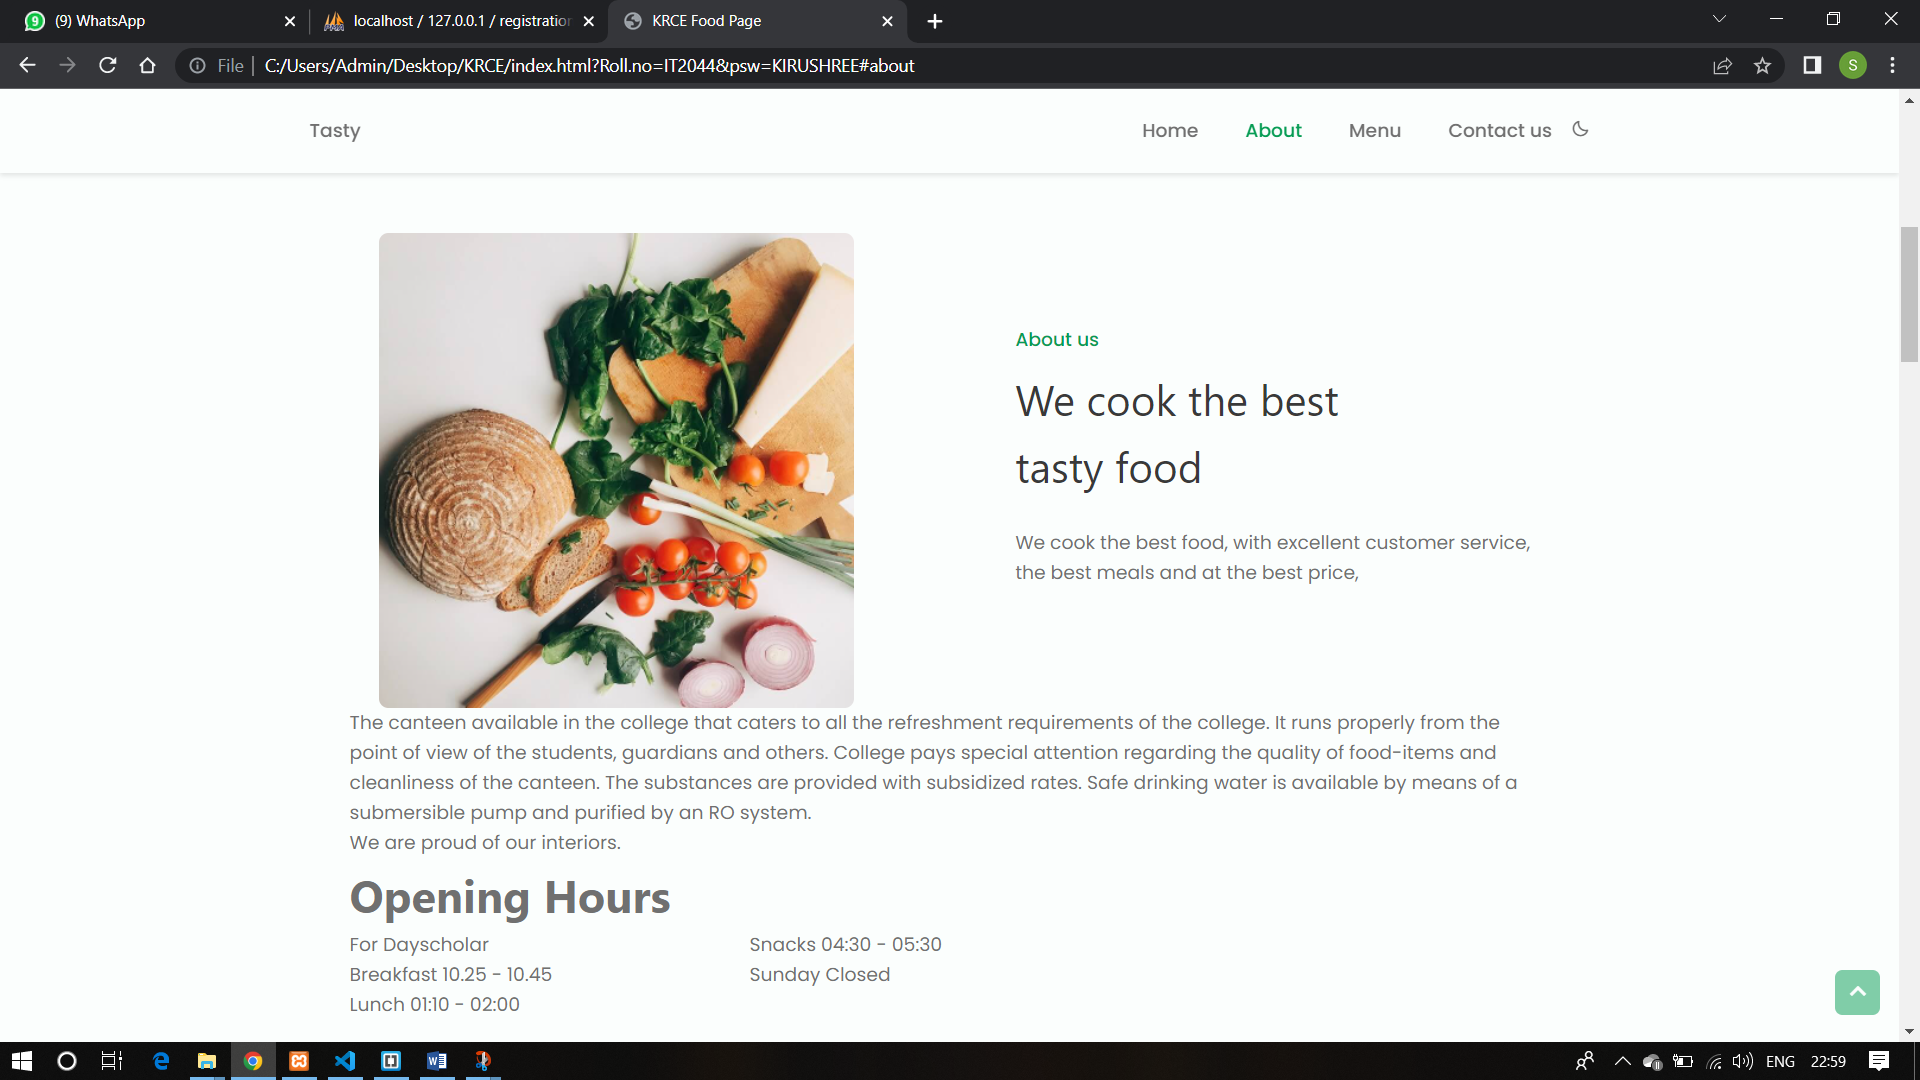 (9) WhatsApp
localhost / 127.0.0.1 / registration
KRCE Food Page
File
C:/Users/Admin/Desktop/KRCE/index.html?Roll.no=IT2044&psw=KIRUSHREE#about
S
Tasty
Home
About
Menu
Contact us
About us
We cook the best
tasty food
We cook the best food, with excellent customer service,
the best meals and at the best price,
The canteen available in the college that caters to all the refreshment requirements of the college. It runs properly from the
point of view of the students, guardians and others. College pays special attention regarding the quality of food-items and
cleanliness of the canteen. The substances are provided with subsidized rates. Safe drinking water is available by means of a
submersible pump and purified by an RO system.
We are proud of our interiors.
Opening Hours
For Dayscholar
Breakfast 10.25 - 10.45
Lunch 01:10 - 02:00
Snacks 04:30 - 05:30
Sunday Closed
ENG
22:59